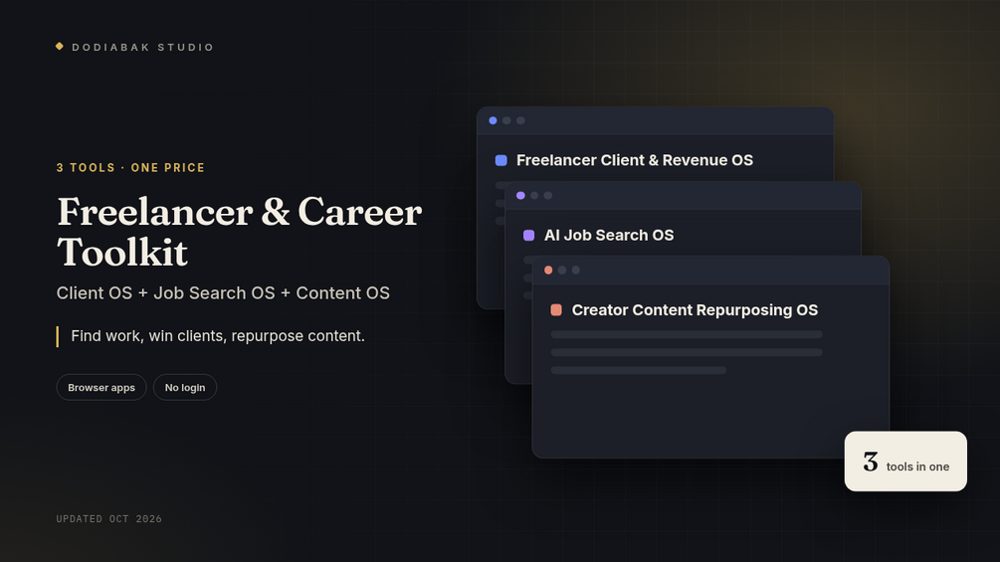 DODIABAK STUDIO
3 TOOLS · ONE PRICE
Freelancer & Career
Toolkit
Client OS + Job Search OS + Content OS
Find work, win clients, repurpose content.
Browser apps
No login
UPDATED OCT 2026
Freelancer Client & Revenue OS
AI Job Search OS
Creator Content Repurposing OS
3 tools in one